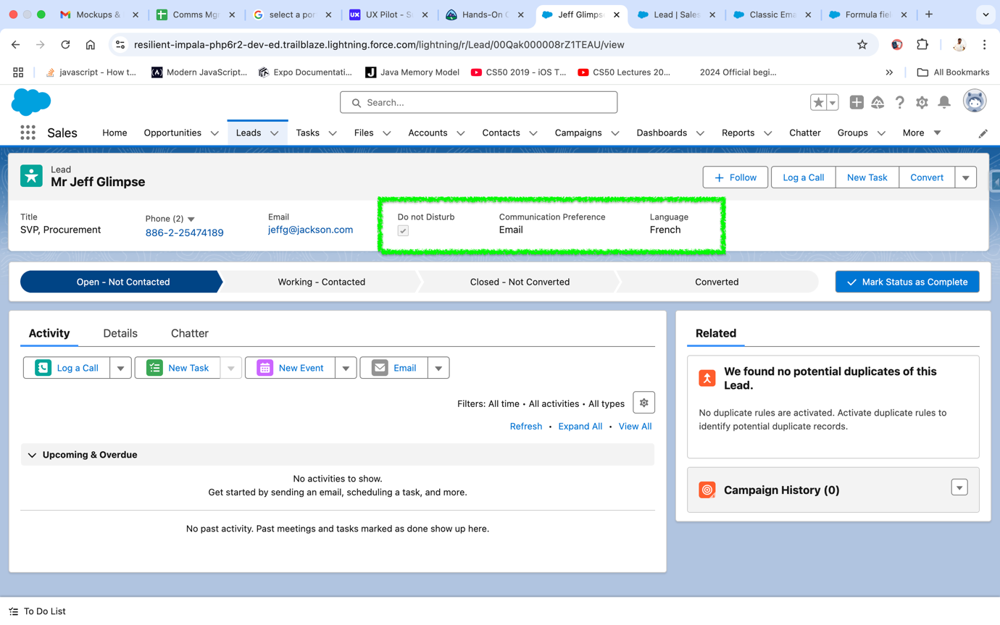 Mockups &
Comms Mgr
select a por
UX Pilot - S
Hands-On C
Jeff Glimps
Lead | Sales
Classic Ema
Formula fie
resilient-impala-php6r2-dev-ed.trailblaze.lightning.force.com/lightning/r/Lead/00Qak000008rZ1TEAU/view
javascript - How t...
Modern JavaScript...
Expo Documentati...
Java Memory Model
CS50 2019 - iOS T...
CS50 Lectures 20...
2024 Official begi...
All Bookmarks
Search...
Sales
Home
Opportunities
Leads
Tasks
Files
Accounts
Contacts
Campaigns
Dashboards
Reports
Chatter
Groups
More
Lead
Mr Jeff Glimpse
Follow
Log a Call
New Task
Convert
Title
SVP, Procurement
Phone (2)
886-2-25474189
Email
jeffg@jackson.com
Do not Disturb
Communication Preference
Email
Language
French
Open - Not Contacted
Working - Contacted
Closed - Not Converted
Converted
Mark Status as Complete
Activity
Details
Chatter
Log a Call
New Task
New Event
Email
Filters: All time • All activities • All types
Refresh • Expand All • View All
Upcoming & Overdue
No activities to show.
Get started by sending an email, scheduling a task, and more.
No past activity. Past meetings and tasks marked as done show up here.
Related
We found no potential duplicates of this
Lead.
No duplicate rules are activated. Activate duplicate rules to
identify potential duplicate records.
Campaign History (0)
To Do List